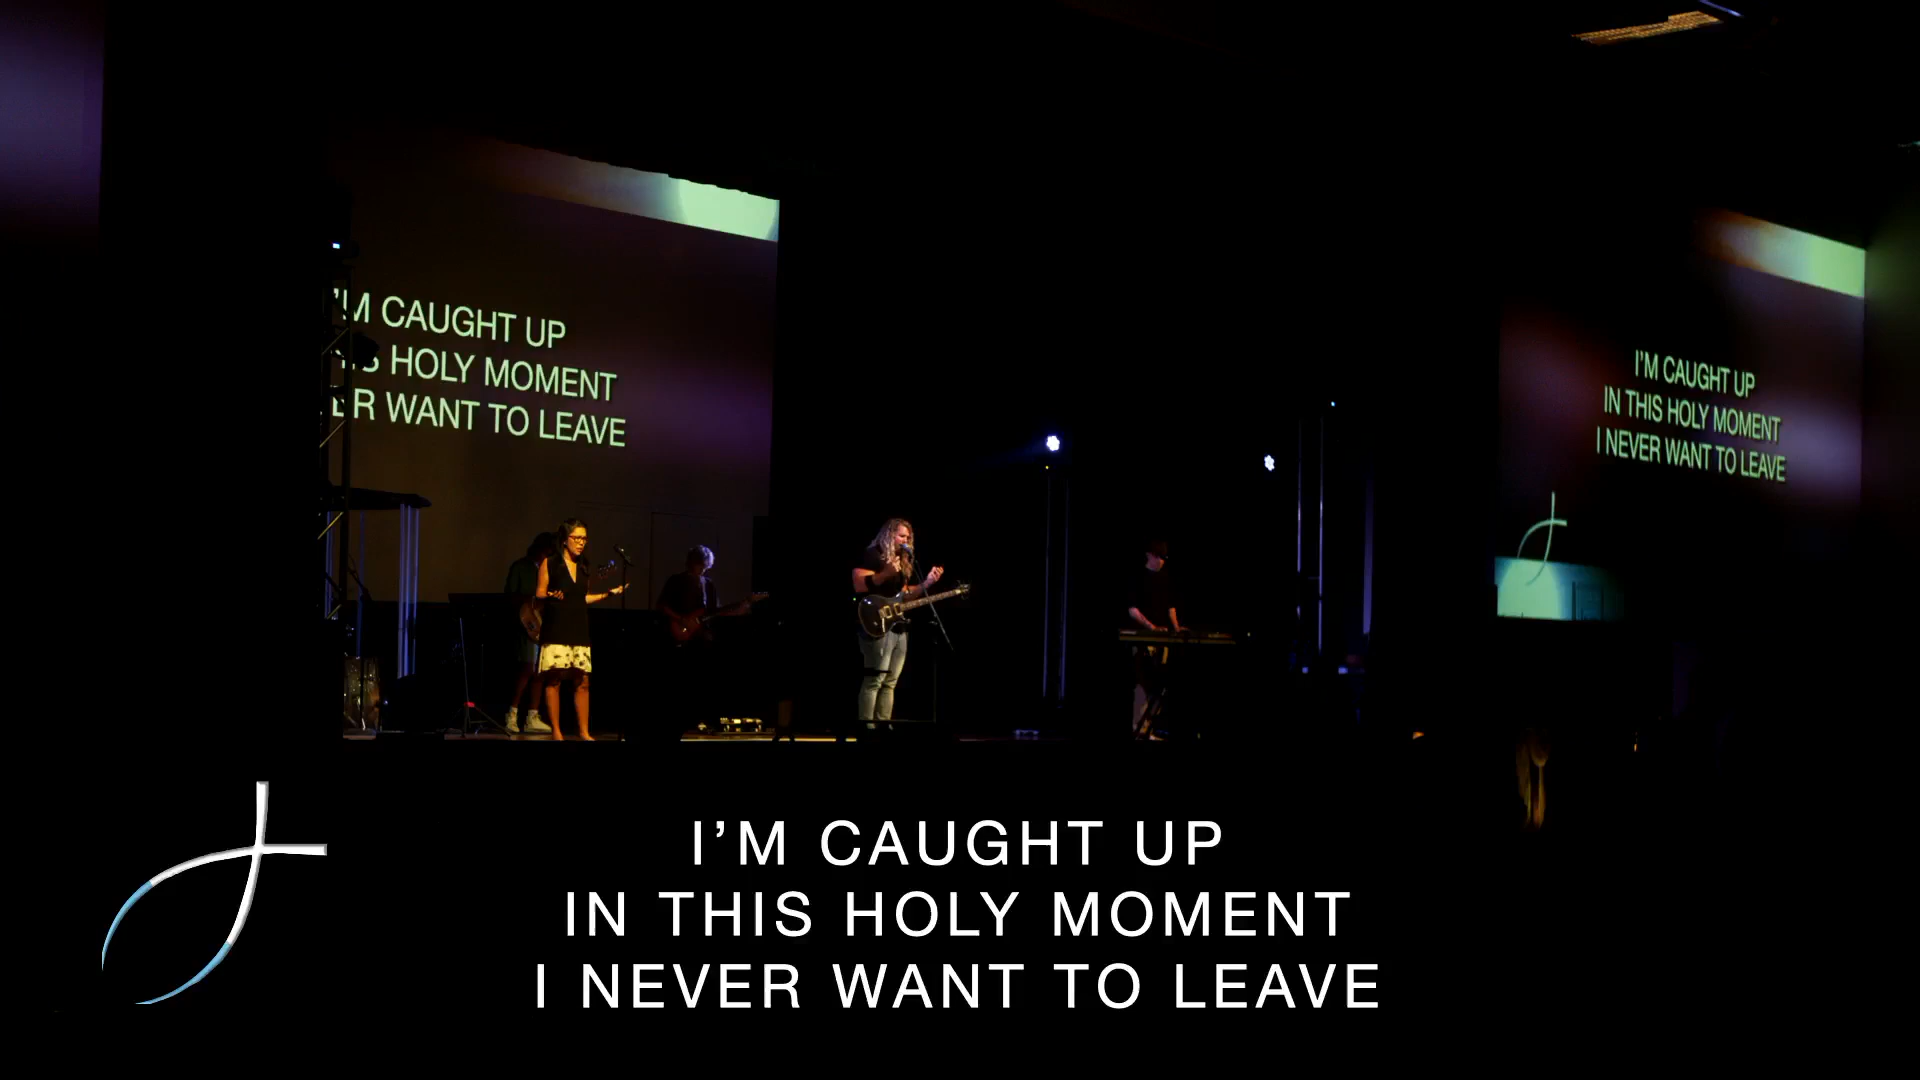 'M CAUGHT UP
HOLY MOMENT
WANT TO LEAVE
I'M CAUGHT UP
IN THIS HOLY MOMENT
I NEVER WANT TO LEAVE
I'M CAUGHT UP
IN THIS HOLY MOMENT
I NEVER WANT TO LEAVE